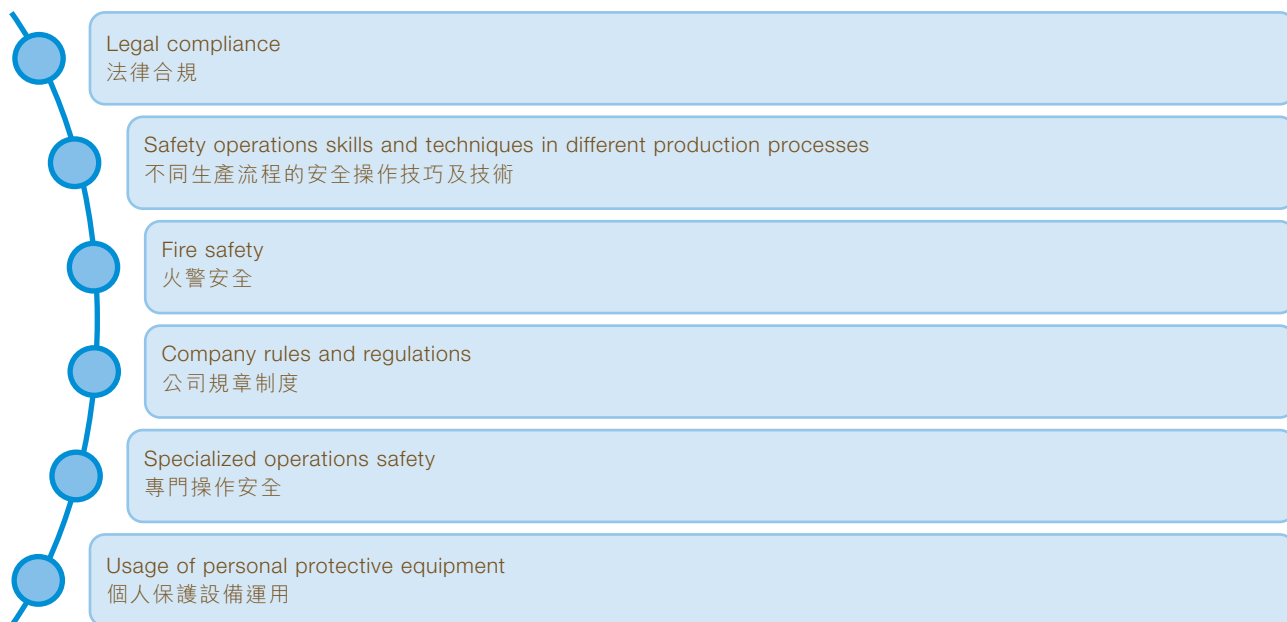 Legal compliance
法律合規
Safety operations skills and techniques in different production processes
不同生產流程的安全操作技巧及技術
Fire safety
火警安全
Company rules and regulations
公司規章制度
Specialized operations safety
專門操作安全
Usage of personal protective equipment
個人保護設備運用